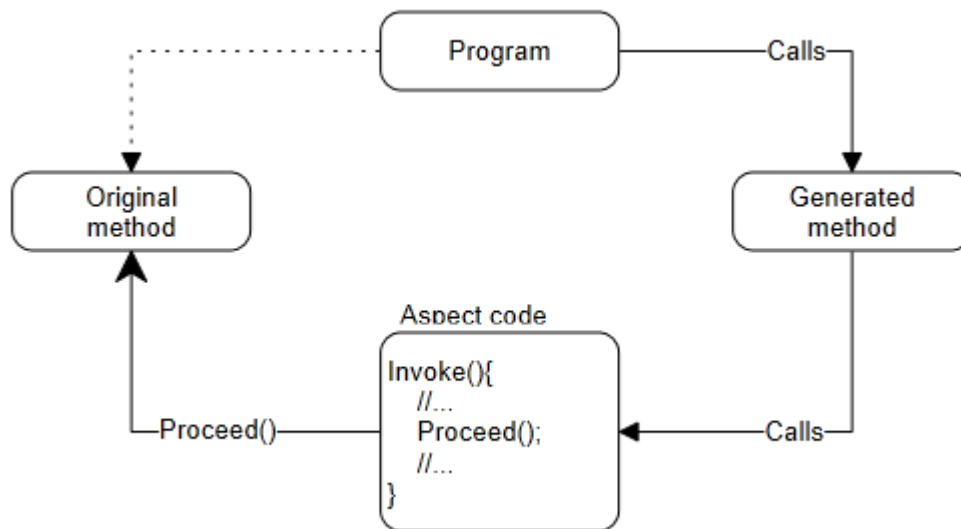 Program
Calls
Original
method
Generated
method
Aspect code
Invoke(){
//...
Proceed();
//...
}
Proceed()
Calls